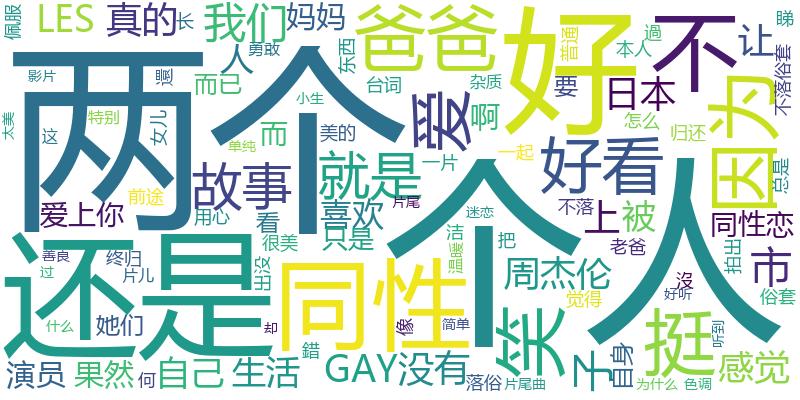 佩服
LES
真的
长
我们
妈妈
爸爸
好
不
睇
過
普通
本人
让
人
勇敢
东西
影片
而已
遢
两个
爱
台词
杂质
啊
要
日本
不落俗套
因为
太美
这
特别
女儿
小生
而
美的
单纯
故事
就是
一片
一起
好看
怎么
归还
总是
爱上你
前途
用心
看
喜欢
片尾
迷恋
不落
上
被
同性恋
很美
只是
温暖
洁
把
老爸
拍出
善良
过
终归
片儿
出没
还是
同性
个人
周杰伦
觉得
没
好听
市
俗套
什么
她们
却
錯
像
简单
笑
子
自身
挺
听到
感觉
演员
果然
何
自己
生活
GAY
没有
落俗
片尾曲
为什么
色调